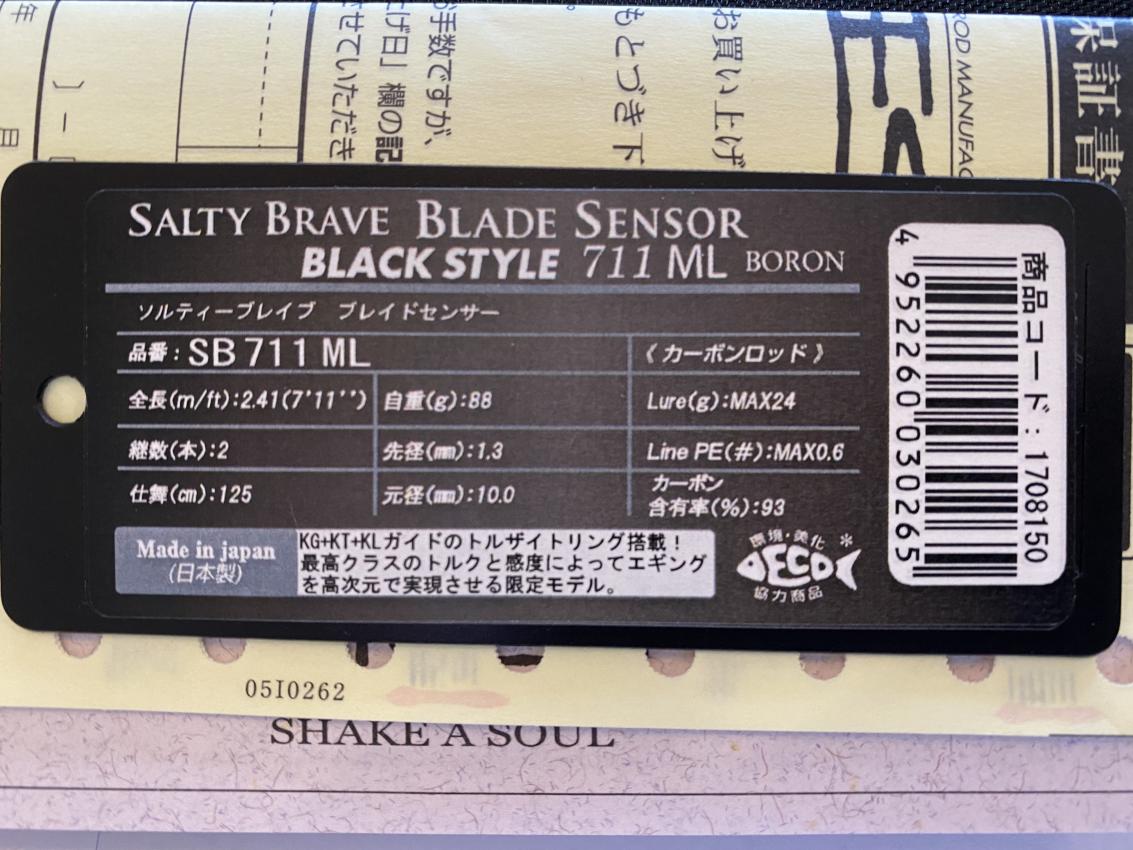 保証書
ROD MANUFAC
ES
お買い上げ
もとづき下
お手数ですが、
上げ日」欄の記
させていただき
年
月
SALTY BRAVE BLADE SENSOR
BLACK STYLE 711 ML BORON
ソルティーブレイブ ブレイドセンサー
品番:SB 711 ML
《カーボンロッド》
全長(m/ft):2.41(7'11'')
自重(g):88
Lure(g):MAX24
継数(本):2
先径(㎜):1.3
Line PE(#):MAX0.6
仕舞(㎝):125
元径(㎜):10.0
カーボン
含有率(%):93
Made in japan
(日本製)
KG+KT+KLガイドのトルザイトリング搭載!
最高クラスのトルクと感度によってエギング
を高次元で実現させる限定モデル。
環境・美化
ECO
協力商品
商品コード:1708150
4 952260 030265
05I0262
SHAKE A SOUL